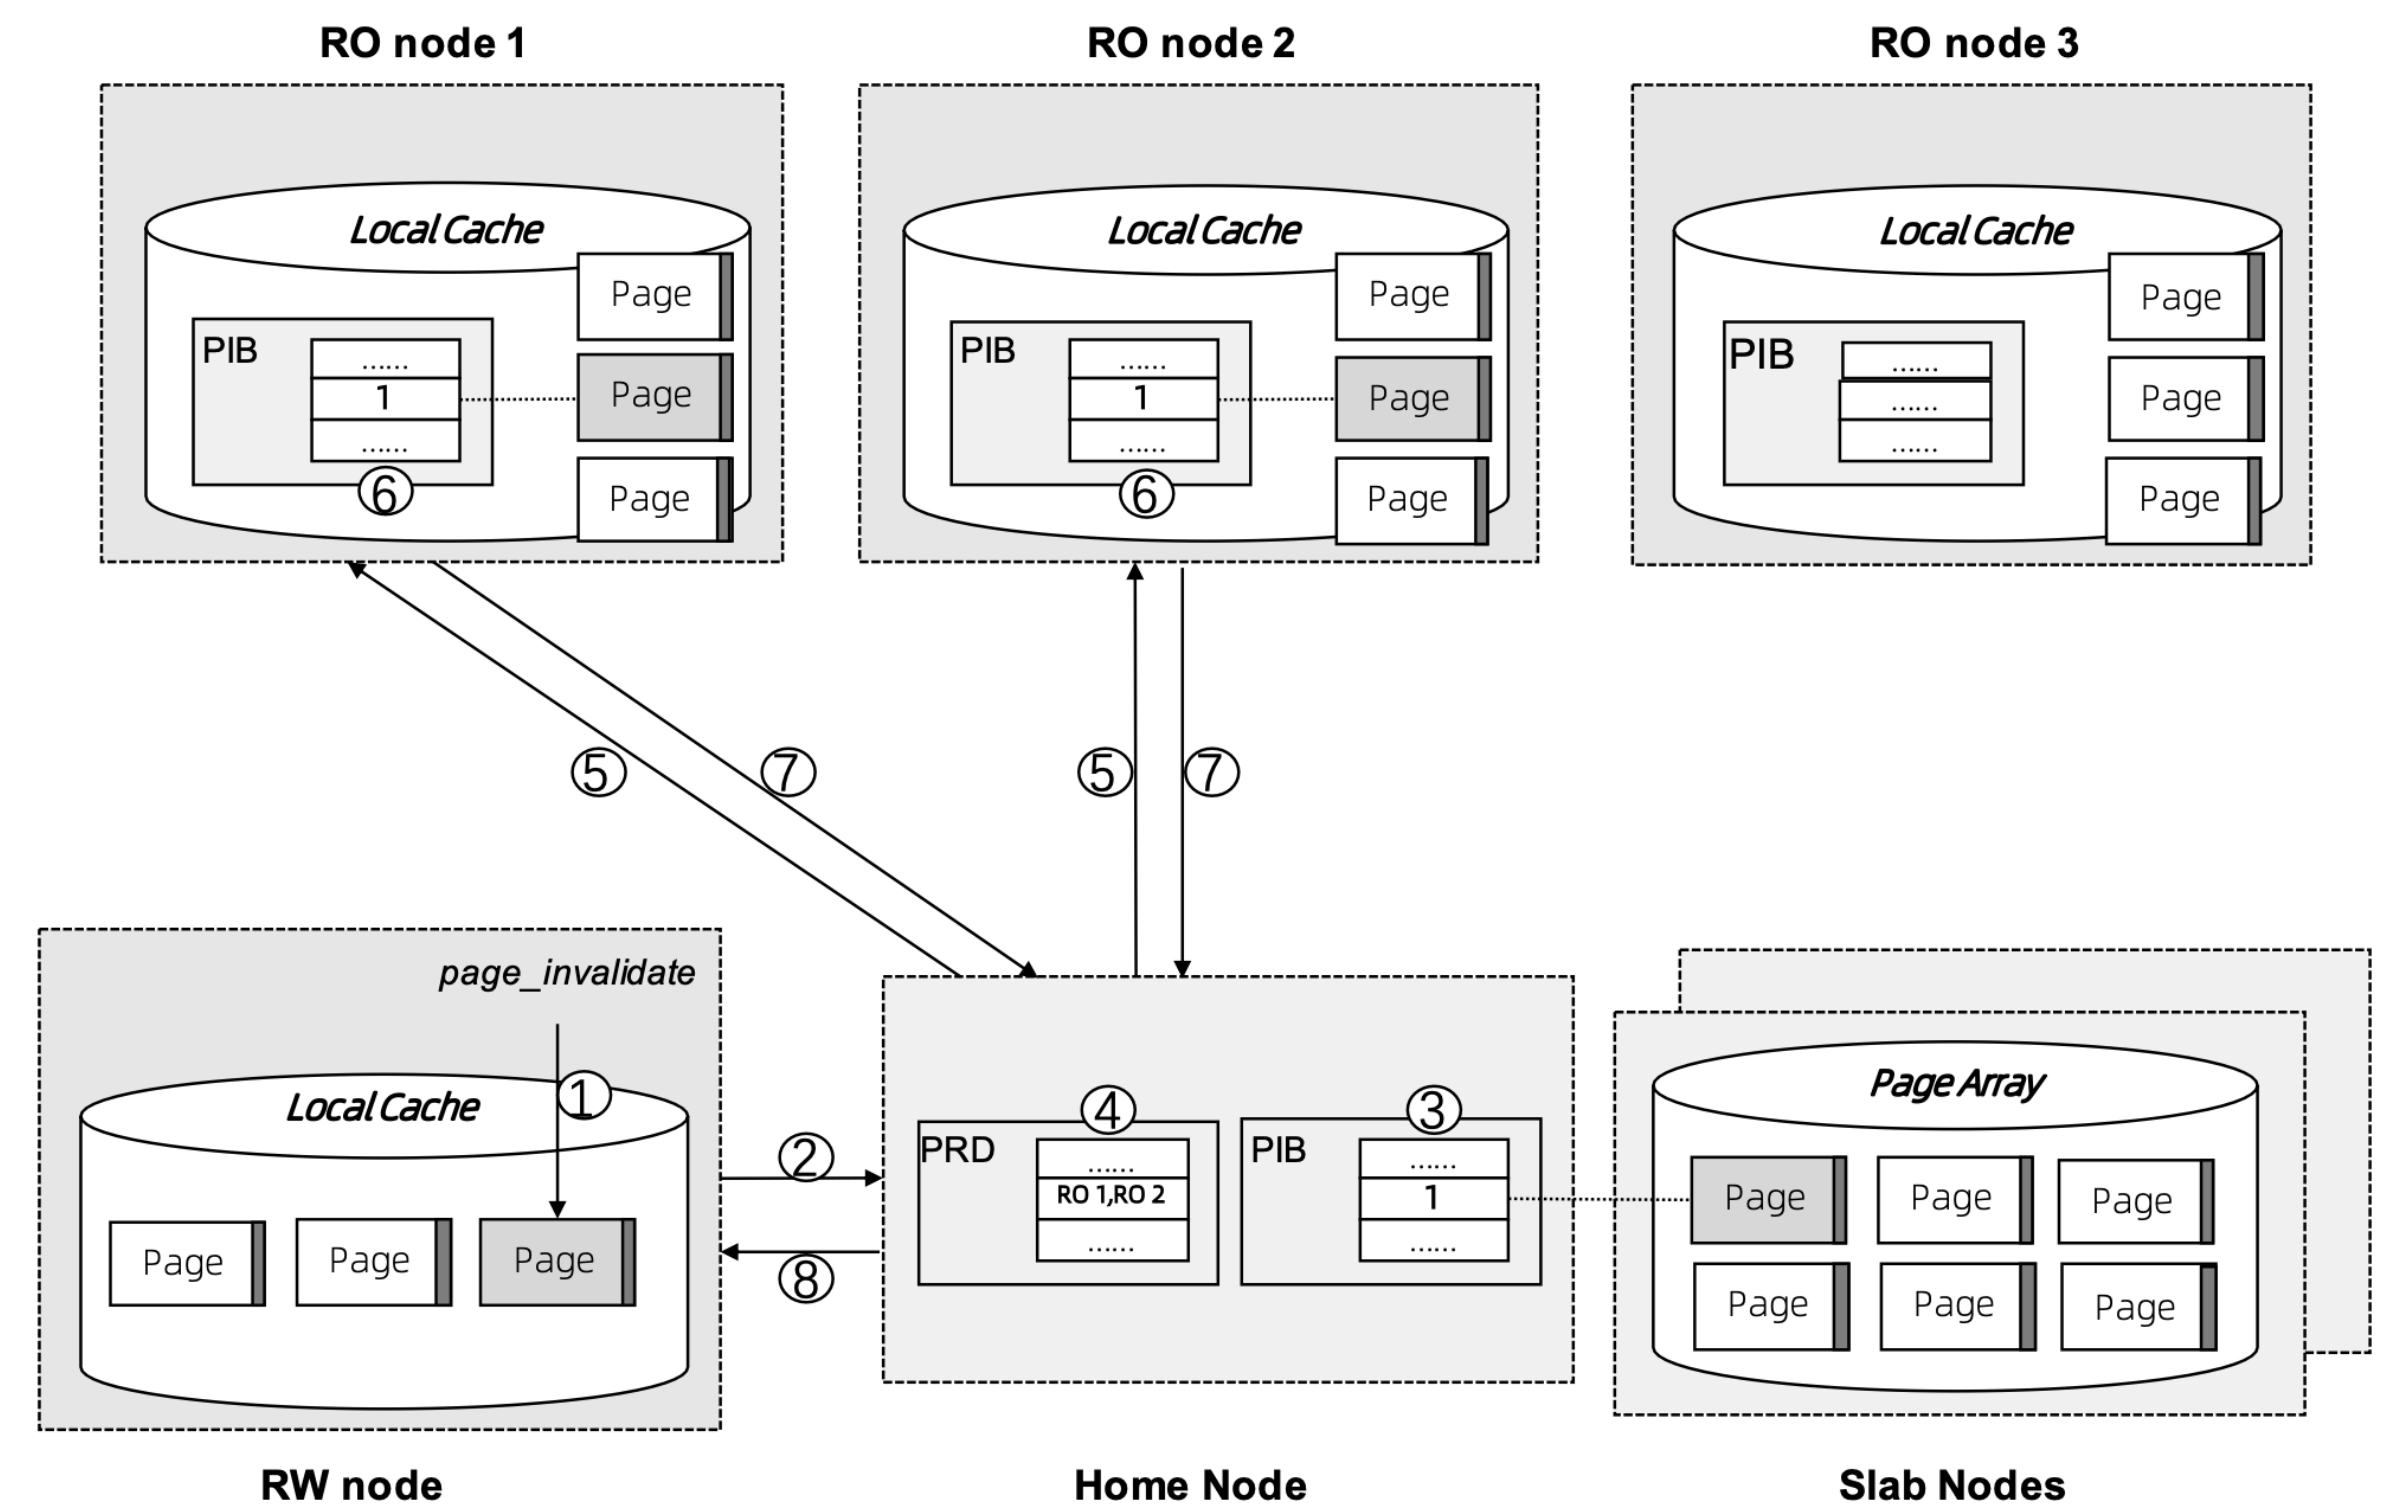 RO node 1
RO node 2
RO node 3
Local Cache
Page
PIB
......
1
......
Page
Page
6
Local Cache
Page
PIB
......
1
......
Page
Page
6
Local Cache
Page
PIB
......
......
......
Page
Page
5
7
5
7
page_invalidate
1
Local Cache
Page
Page
Page
2
8
4
PRD
......
RO 1,RO 2
......
3
PIB
......
1
......
Page Array
Page
Page
Page
Page
Page
Page
RW node
Home Node
Slab Nodes